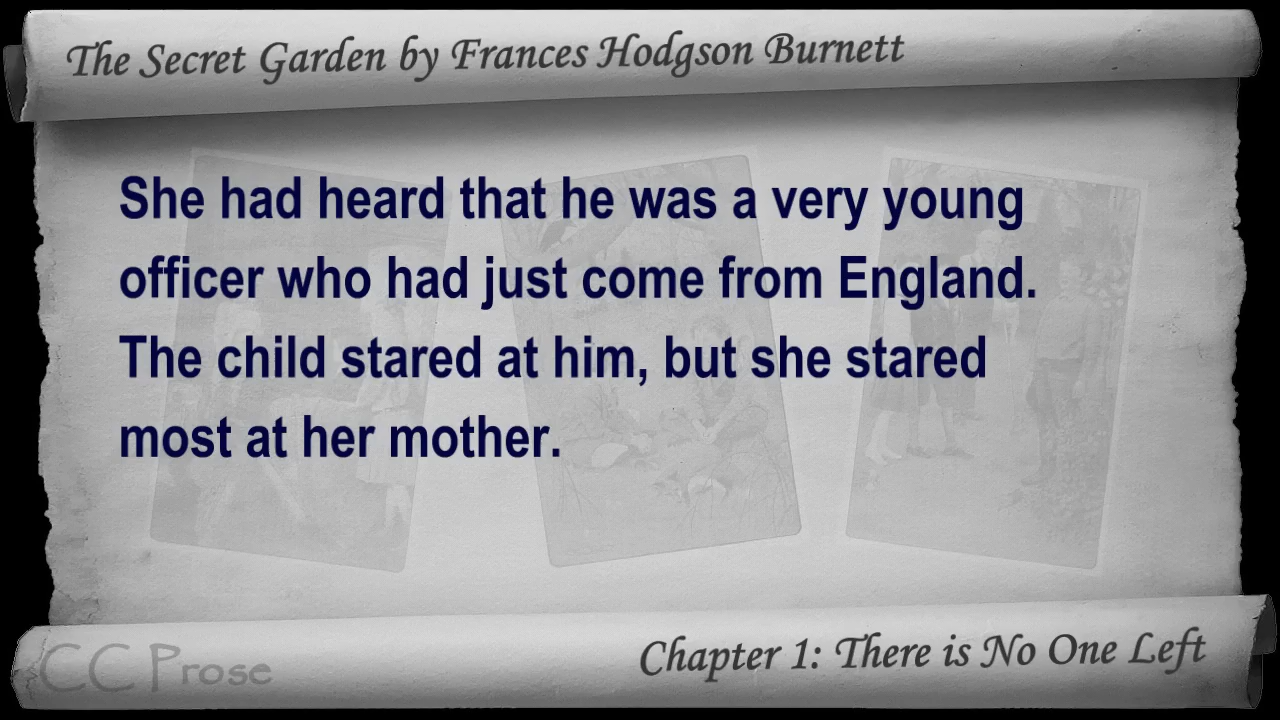 The Secret Garden by Frances Hodgson Burnett
She had heard that he was a very young
officer who had just come from England.
The child stared at him, but she stared
most at her mother.
CC Prose
Chapter 1: There is No One Left